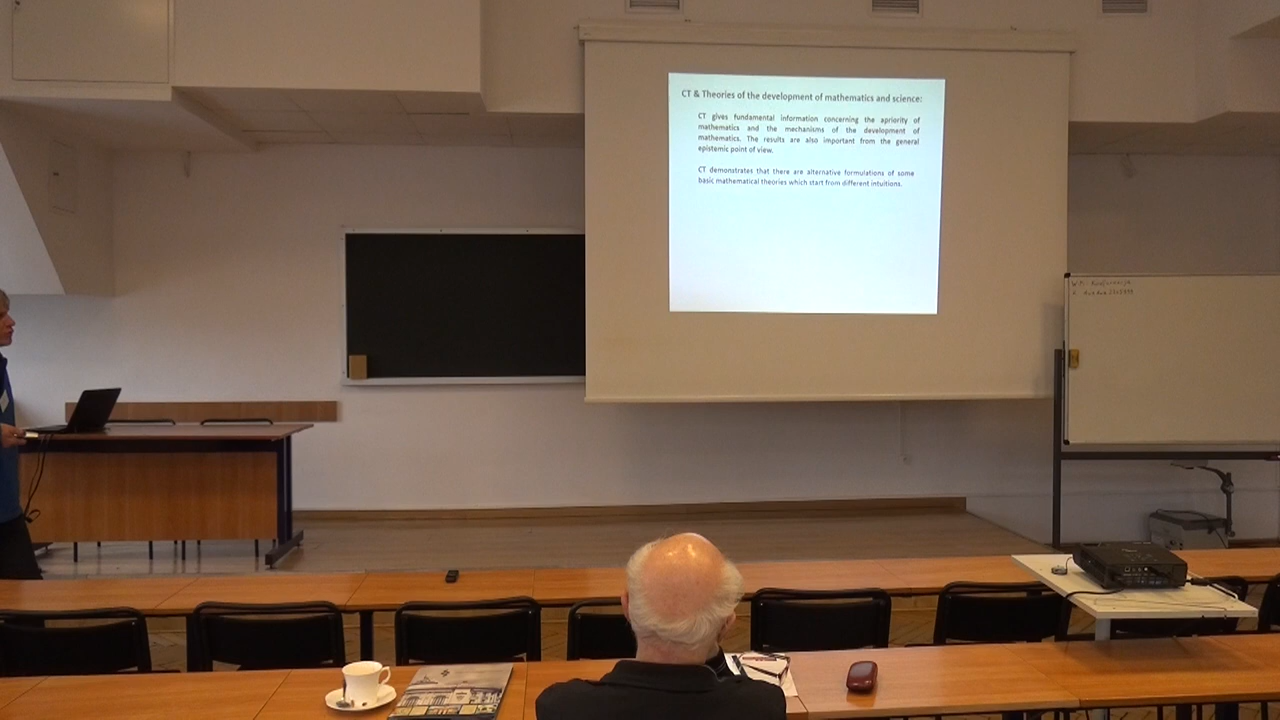 CT & Theories of the development of mathematics and science:
CT gives fundamental information concerning the apriority of
mathematics and the mechanisms of the development of
mathematics. The results are also important from the general
epistemic point of view.
CT demonstrates that there are alternative formulations of some
basic mathematical theories which start from different intuitions.